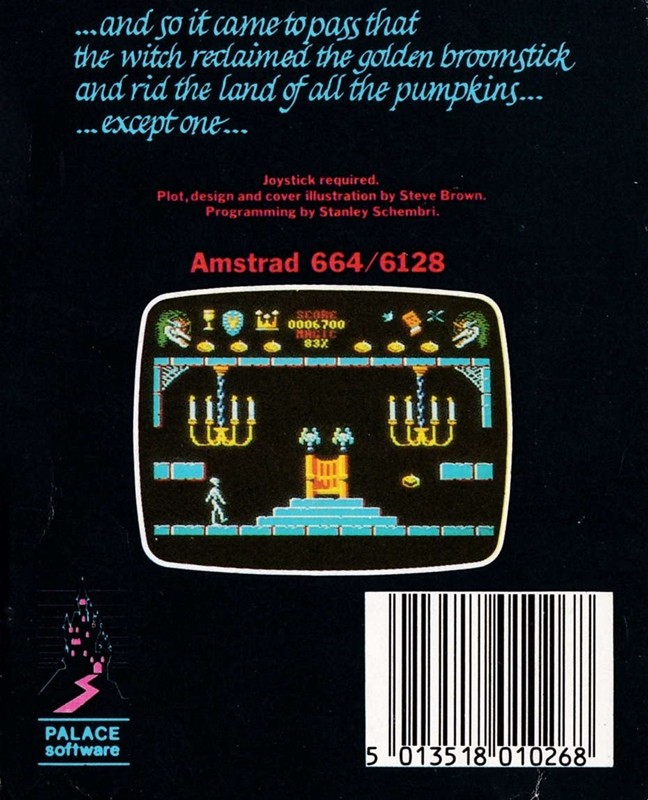 ...and so it came to pass that
the witch reclaimed the golden broomstick
and rid the land of all the pumpkins...
...except one...
Joystick required.
Plot, design and cover illustration by Steve Brown.
Programming by Stanley Schembri.
Amstrad 664/6128
SCORE
0006700
MAGIC
83%
PALACE
software
5 013518 010268